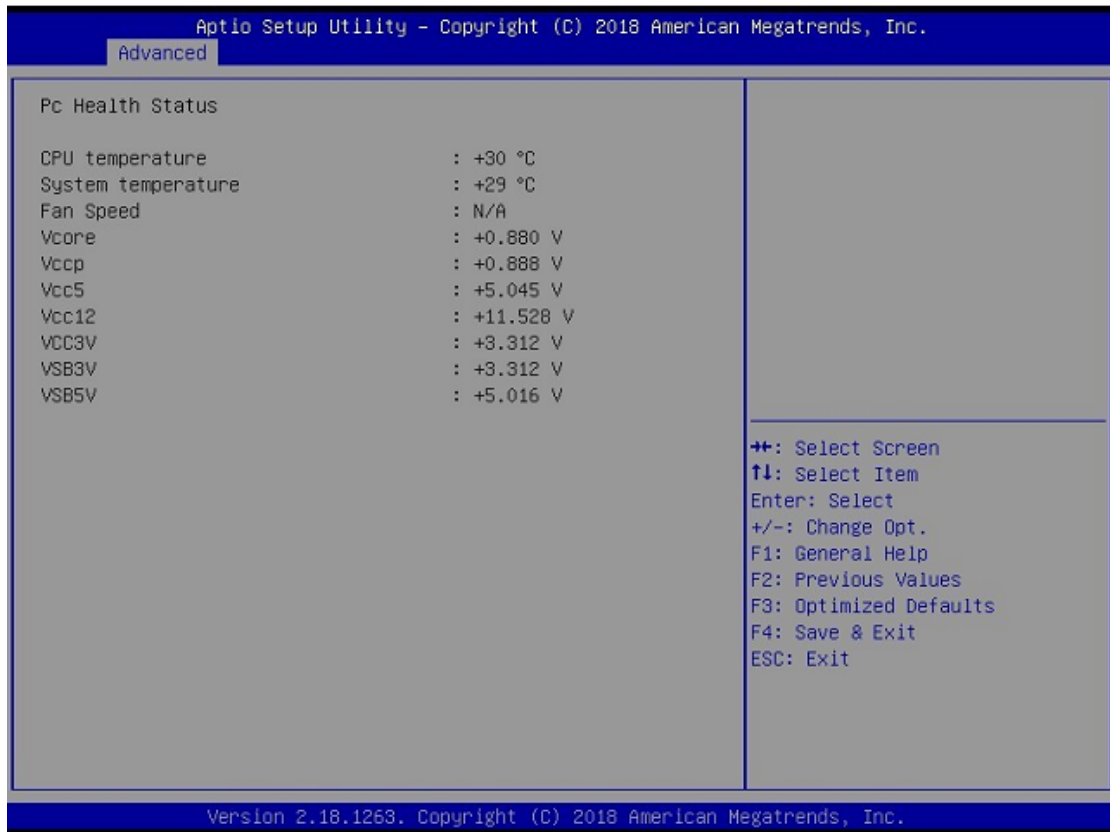 Aptio Setup Utility – Copyright (C) 2018 American Megatrends, Inc.
Advanced
Pc Health Status
CPU temperature : +30 °C
System temperature : +29 °C
Fan Speed : N/A
Vcore : +0.880 V
Vccp : +0.888 V
Vcc5 : +5.045 V
Vcc12 : +11.528 V
VCC3V : +3.312 V
VSB3V : +3.312 V
VSB5V : +5.016 V
→←: Select Screen
↑↓: Select Item
Enter: Select
+/-: Change Opt.
F1: General Help
F2: Previous Values
F3: Optimized Defaults
F4: Save & Exit
ESC: Exit
Version 2.18.1263. Copyright (C) 2018 American Megatrends, Inc.